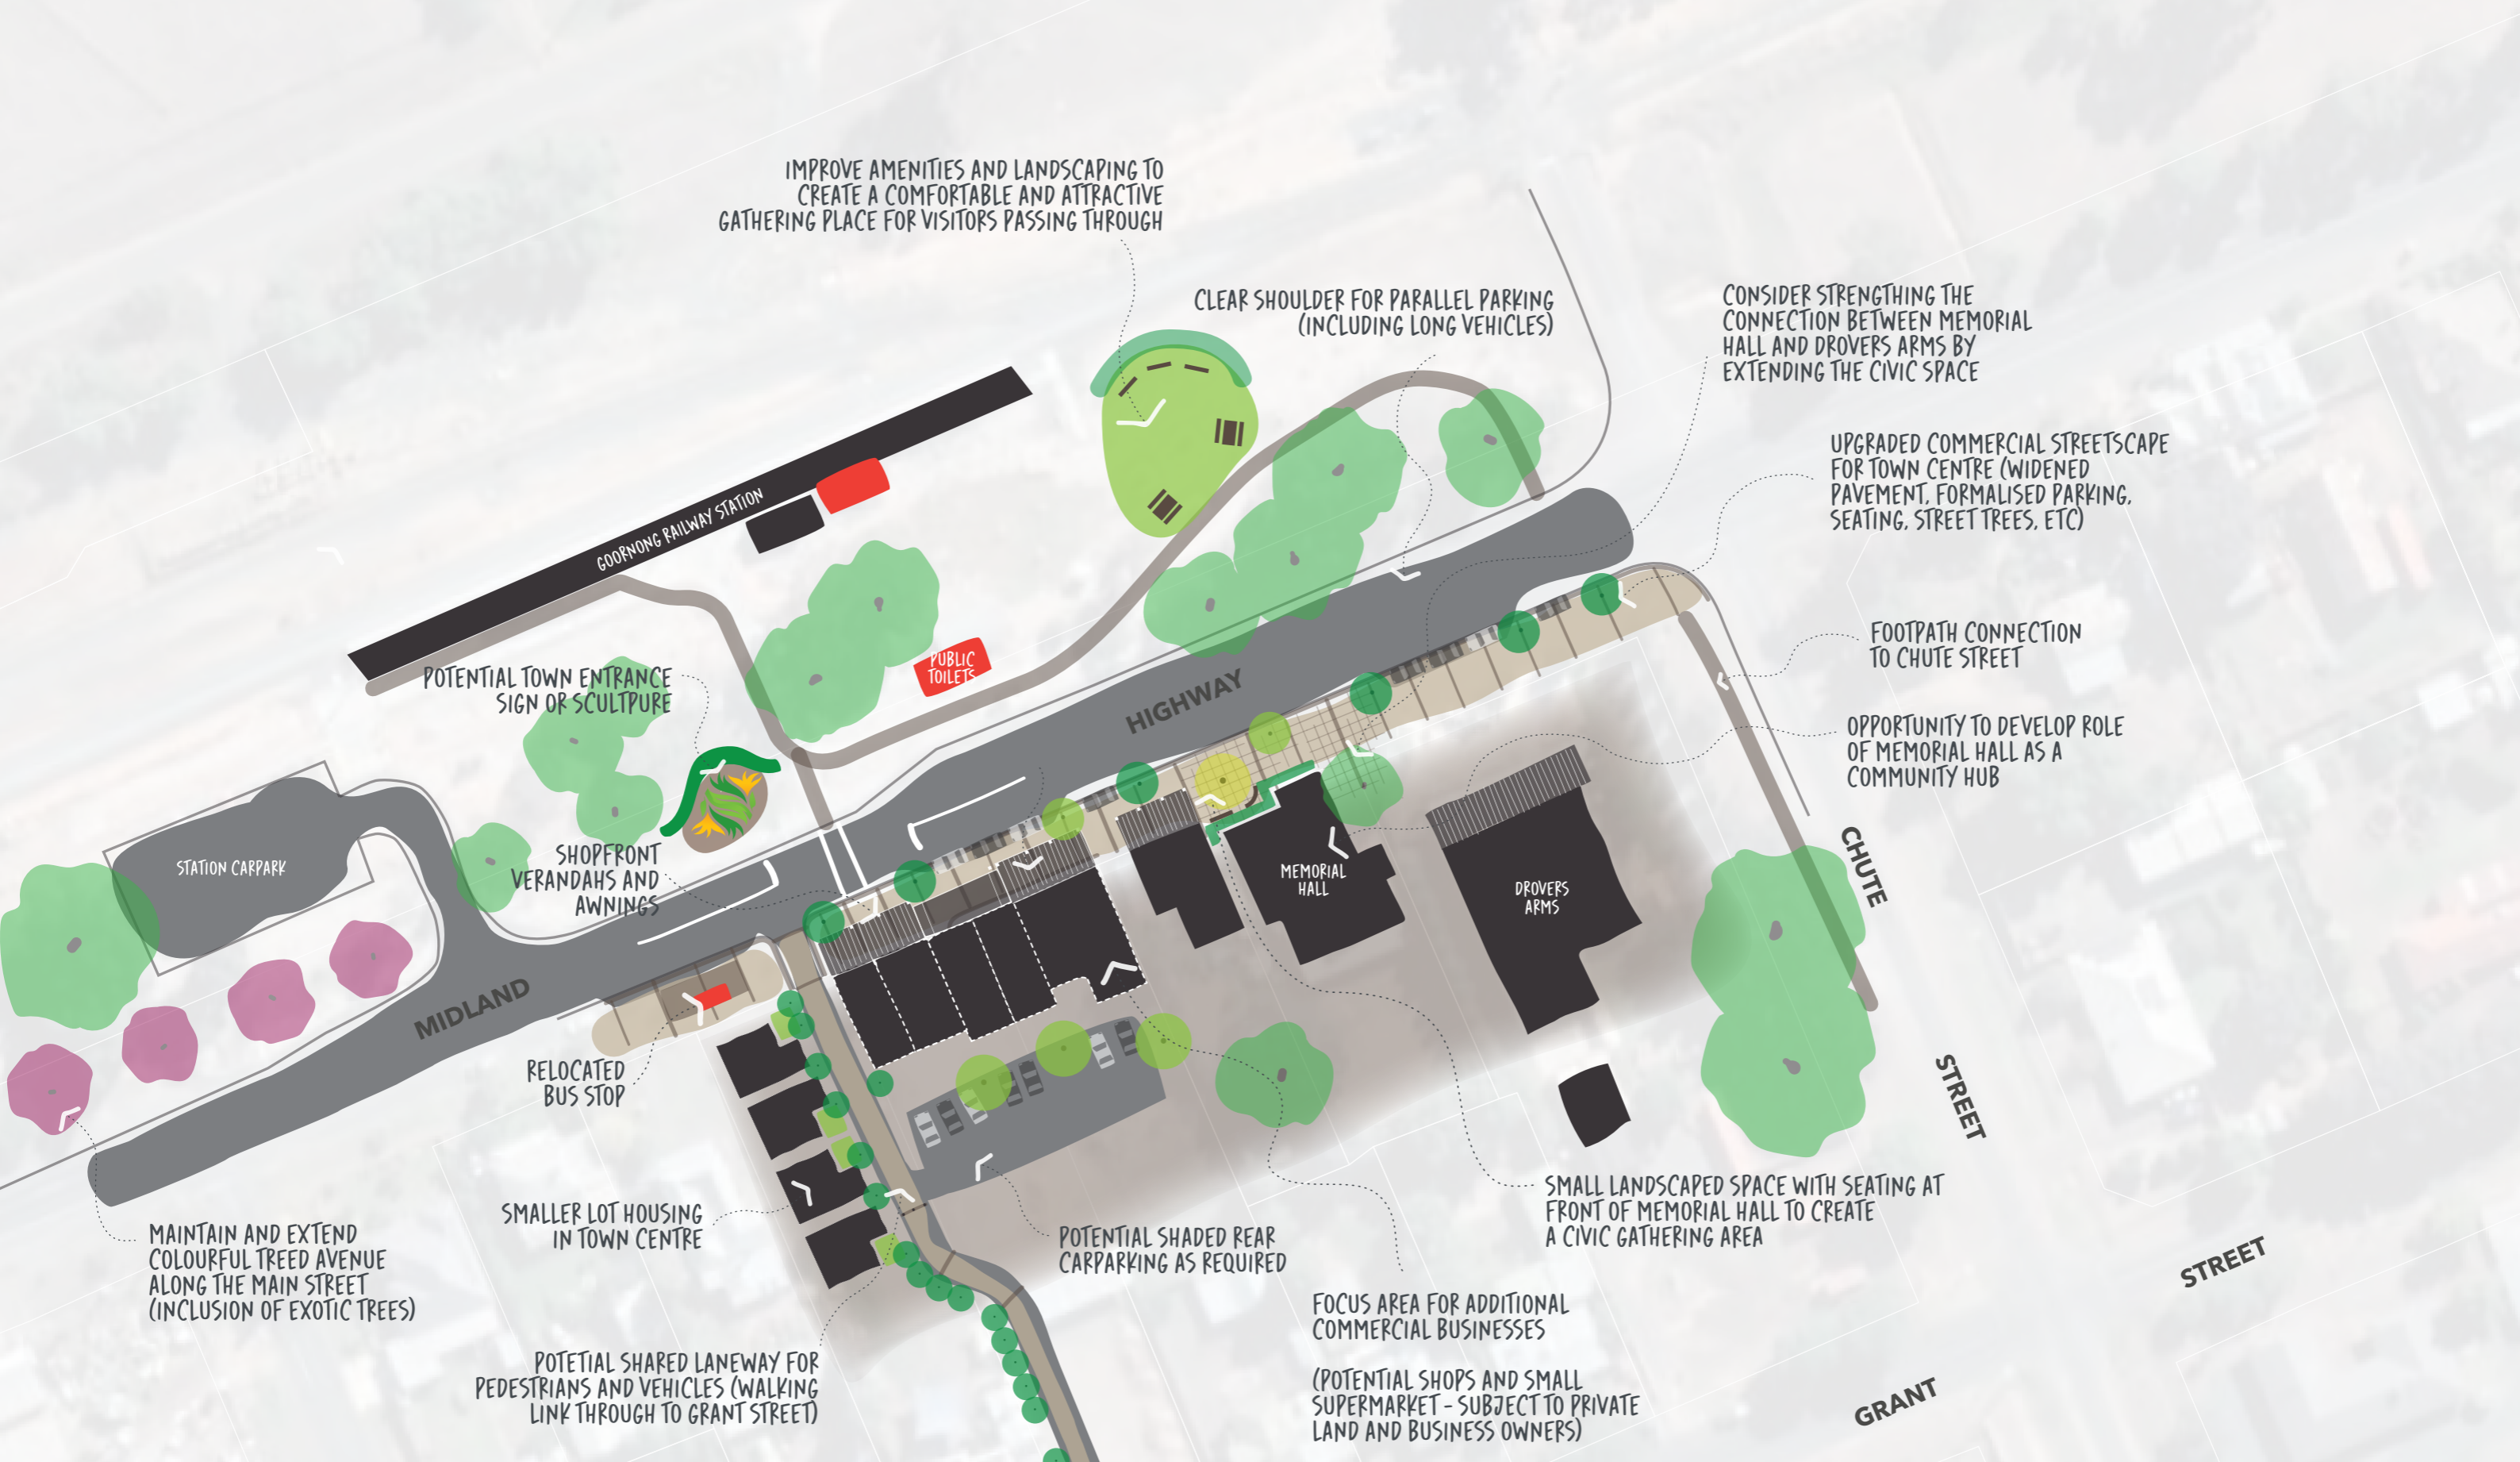 IMPROVE AMENITIES AND LANDSCAPING TO
CREATE A COMFORTABLE AND ATTRACTIVE
GATHERING PLACE FOR VISITORS PASSING THROUGH
CLEAR SHOULDER FOR PARALLEL PARKING
(INCLUDING LONG VEHICLES)
CONSIDER STRENGTHING THE
CONNECTION BETWEEN MEMORIAL
HALL AND DROVERS ARMS BY
EXTENDING THE CIVIC SPACE
UPGRADED COMMERCIAL STREETSCAPE
FOR TOWN CENTRE (WIDENED
PAVEMENT, FORMALISED PARKING,
SEATING, STREET TREES, ETC)
GOORNONG RAILWAY STATION
FOOTPATH CONNECTION
TO CHUTE STREET
PUBLIC
TOILETS
POTENTIAL TOWN ENTRANCE
SIGN OR SCULTPURE
HIGHWAY
OPPORTUNITY TO DEVELOP ROLE
OF MEMORIAL HALL AS A
COMMUNITY HUB
STATION CARPARK
SHOPFRONT
VERANDAHS AND
AWNINGS
MEMORIAL
HALL
DROVERS
ARMS
CHUTE
STREET
MIDLAND
RELOCATED
BUS STOP
SMALLER LOT HOUSING
IN TOWN CENTRE
SMALL LANDSCAPED SPACE WITH SEATING AT
FRONT OF MEMORIAL HALL TO CREATE
A CIVIC GATHERING AREA
MAINTAIN AND EXTEND
COLOURFUL TREED AVENUE
ALONG THE MAIN STREET
(INCLUSION OF EXOTIC TREES)
POTENTIAL SHADED REAR
CARPARKING AS REQUIRED
FOCUS AREA FOR ADDITIONAL
COMMERCIAL BUSINESSES
(POTENTIAL SHOPS AND SMALL
SUPERMARKET - SUBJECT TO PRIVATE
LAND AND BUSINESS OWNERS)
POTETIAL SHARED LANEWAY FOR
PEDESTRIANS AND VEHICLES (WALKING
LINK THROUGH TO GRANT STREET)
GRANT
STREET